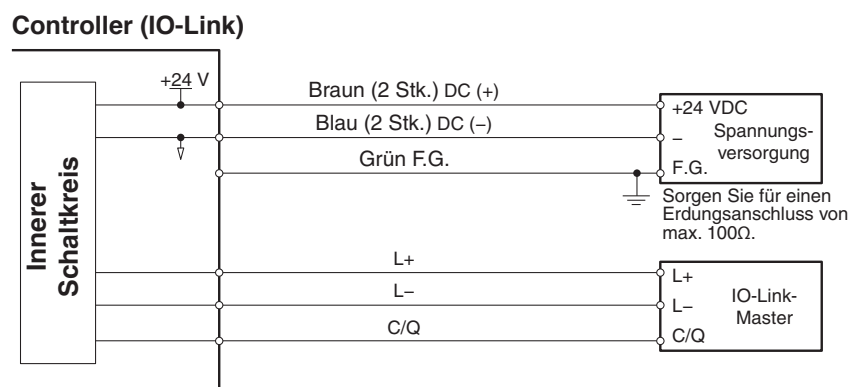 Controller (IO-Link)
+24 V
Braun (2 Stk.) DC (+)
Blau (2 Stk.) DC (−)
Grün F.G.
+24 VDC
−
F.G.
Spannungs-
versorgung
Sorgen Sie für einen
Erdungsanschluss von
max. 100Ω.
Innerer
Schaltkreis
L+
L−
C/Q
L+
L−
C/Q
IO-Link-
Master